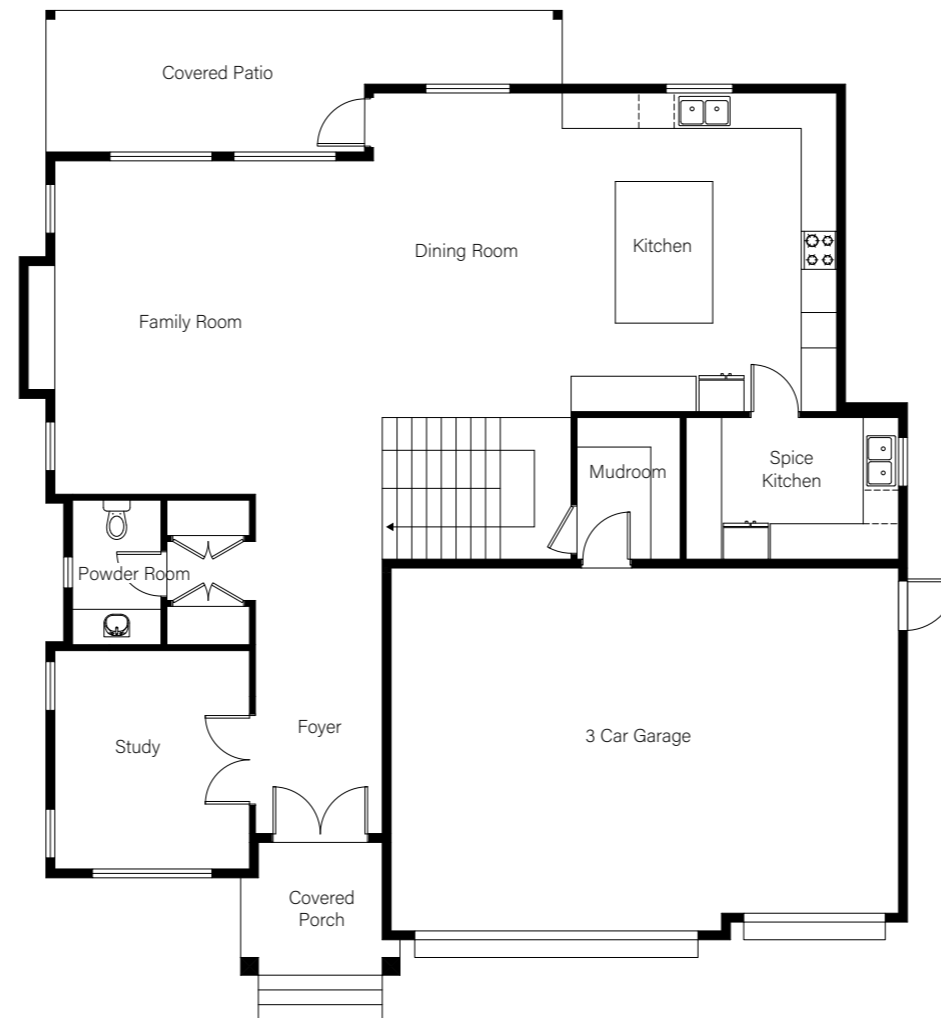 Covered Patio
Dining Room
Kitchen
Family Room
Mudroom
Spice
Kitchen
Powder Room
Foyer
3 Car Garage
Study
Covered
Porch